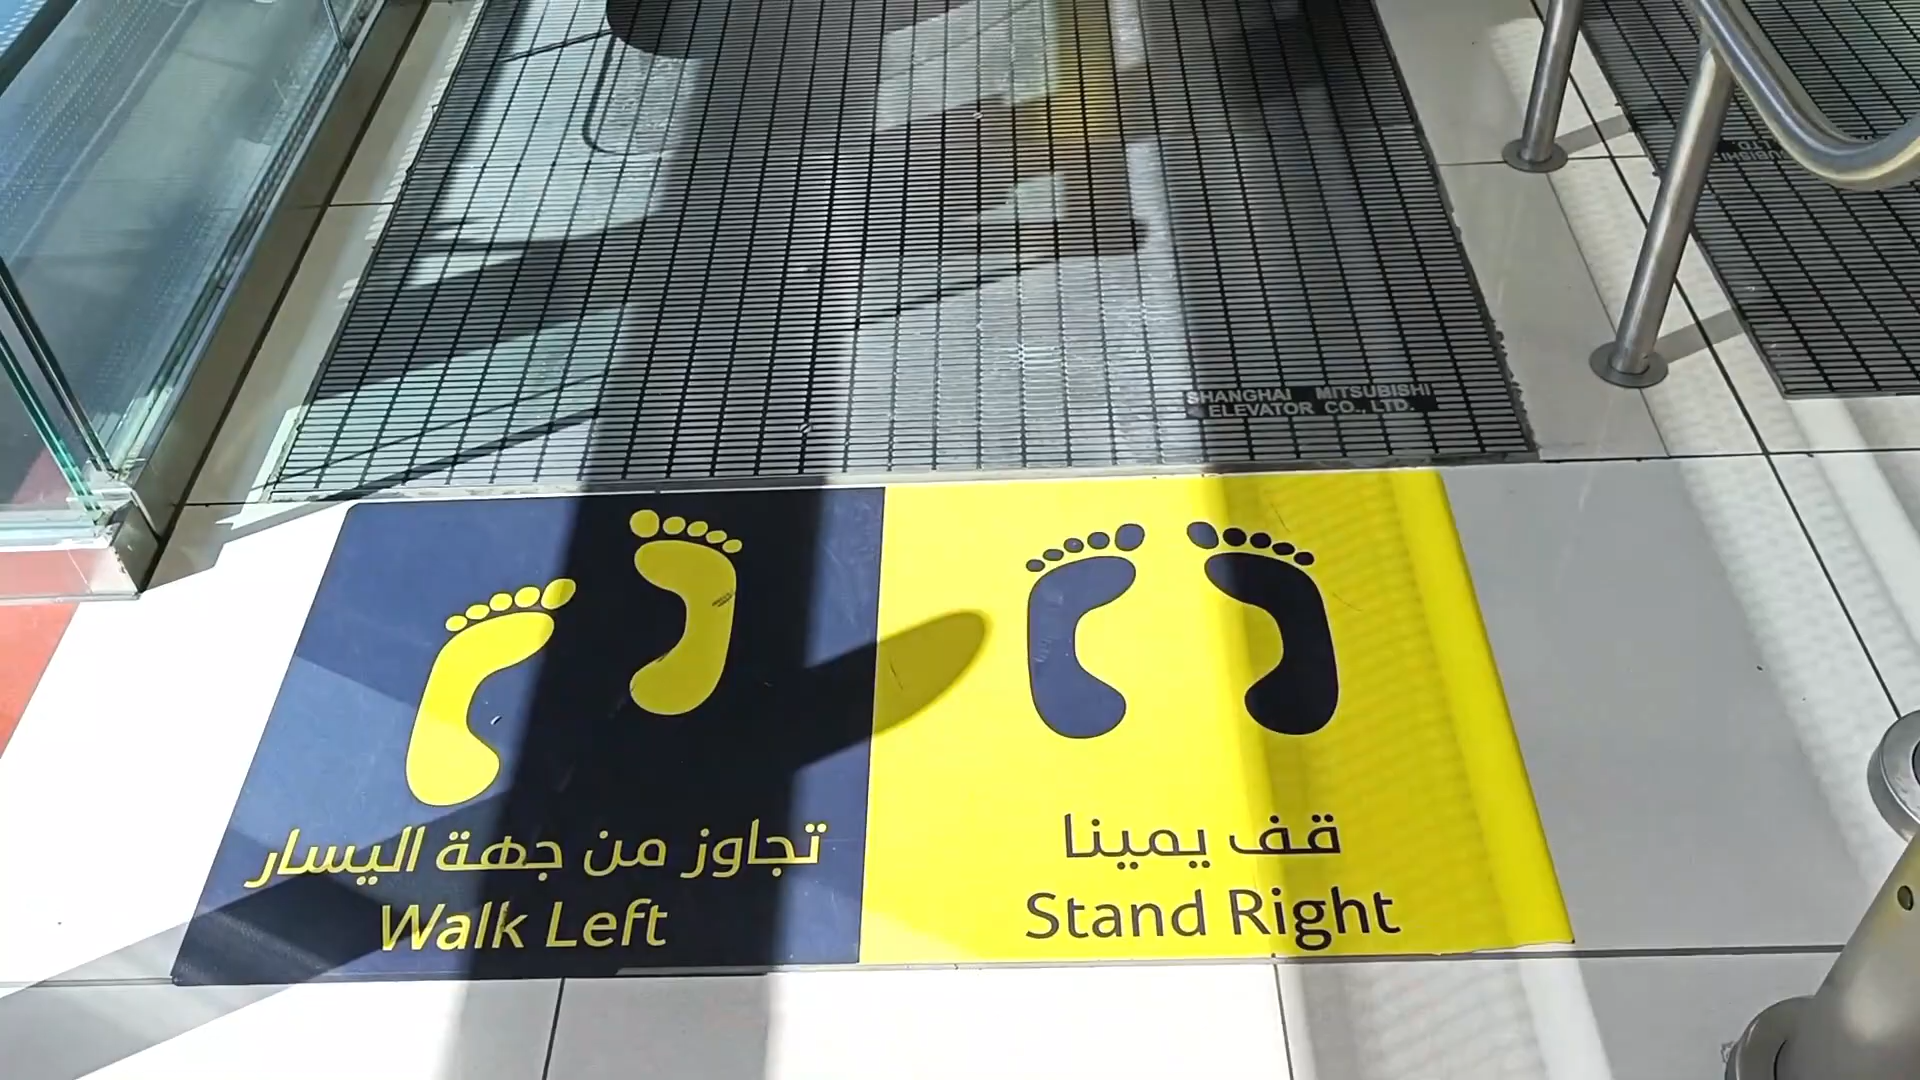 SHANGHAI MITSUBISHI
ELEVATOR CO., LTD.
تجاوز من جهة اليسار
Walk Left
قف يمينا
Stand Right